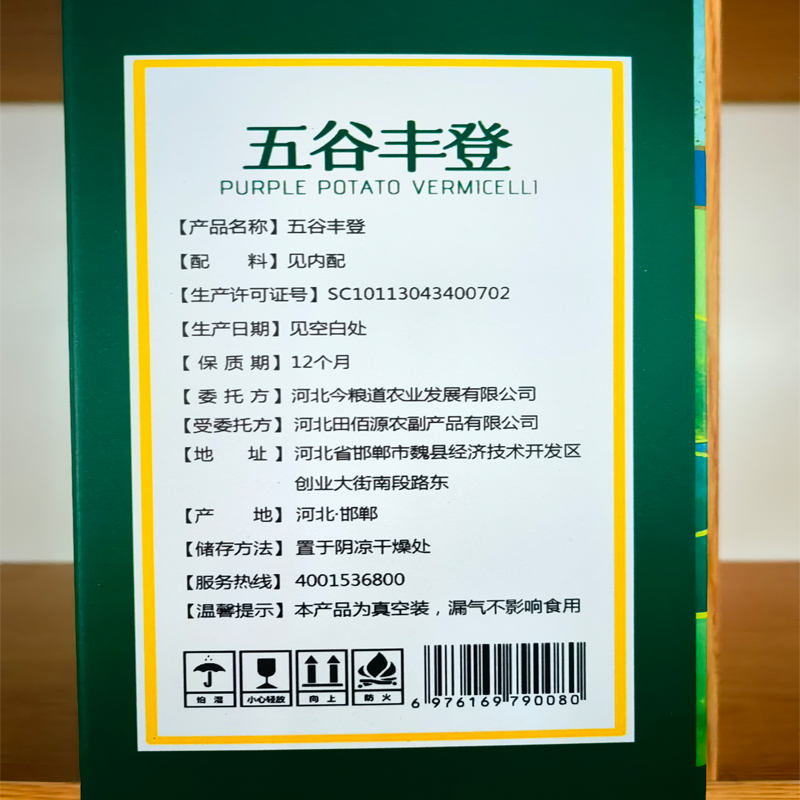 五谷丰登
PURPLE POTATO VERMICELLI
【产品名称】五谷丰登
【配 料】见内配
【生产许可证号】SC10113043400702
【生产日期】见空白处
【保质期】12个月
【委托方】河北今粮道农业发展有限公司
【受委托方】河北田佰源农副产品有限公司
【地 址】河北省邯郸市魏县经济技术开发区
创业大街南段路东
【产 地】河北·邯郸
【储存方法】置于阴凉干燥处
【服务热线】4001536800
【温馨提示】本产品为真空装，漏气不影响食用
怕湿 小心轻放 向上 防火
6 976169 790080